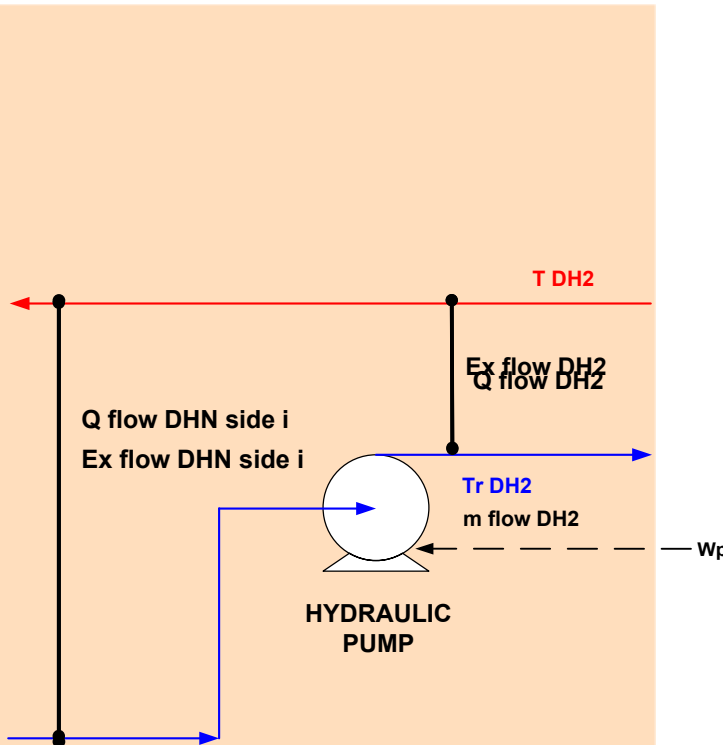 T DH2
Ex flow DH2
Q flow DH2
Q flow DHN side i
Ex flow DHN side i
Tr DH2
m flow DH2
Wp
HYDRAULIC
PUMP